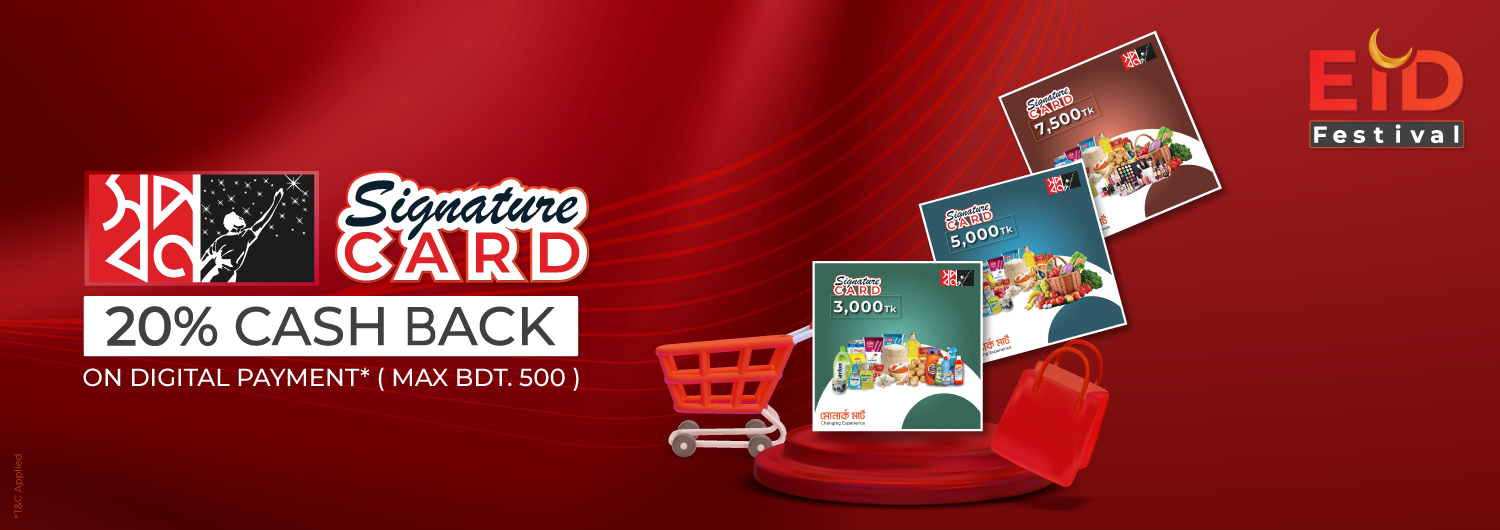 Signature
CARD
20% CASH BACK
ON DIGITAL PAYMENT* ( MAX BDT. 500 )
*T&C Applied
Signature
CARD
3,000Tk
মোনার্ক মার্ট
Changing Experience
Signature
CARD
5,000Tk
Experience
Signature
CARD
7,500Tk
EiD
Festival